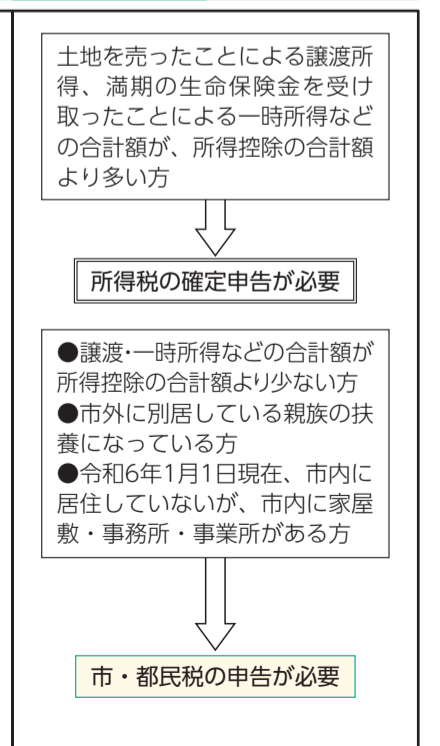 土地を売ったことによる譲渡所
得、満期の生命保険金を受け
取ったことによる一時所得など
の合計額が、所得控除の合計額
より多い方
所得税の確定申告が必要
●譲渡・一時所得などの合計額が
所得控除の合計額より少ない方
●市外に別居している親族の扶
養になっている方
●令和6年1月1日現在、市内に
居住していないが、市内に家屋
敷・事務所・事業所がある方
市・都民税の申告が必要